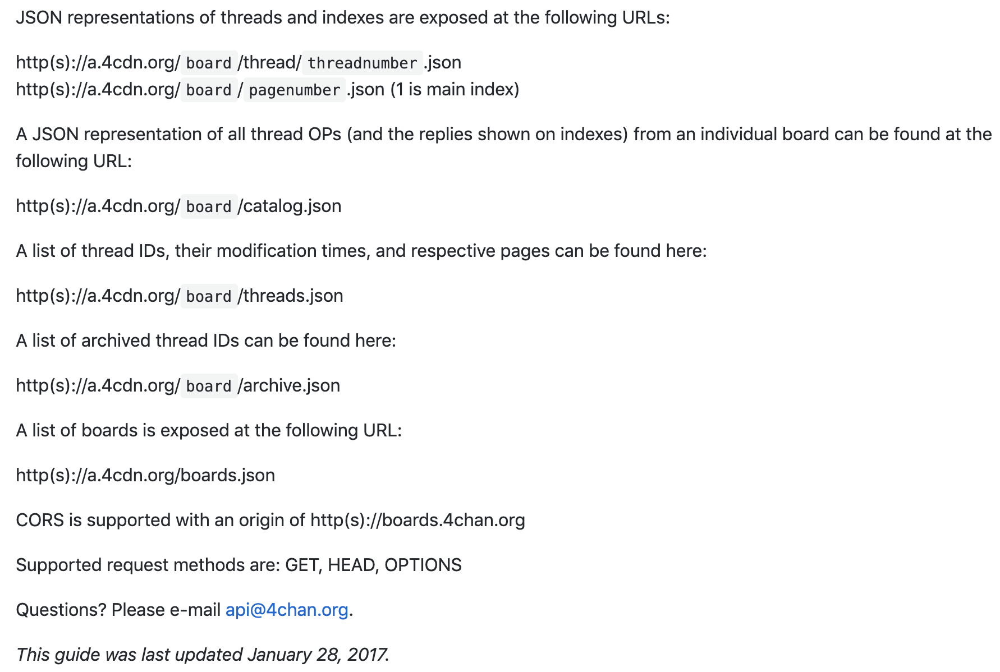 JSON representations of threads and indexes are exposed at the following URLs:
http(s)://a.4cdn.org/board/thread/threadnumber.json
http(s)://a.4cdn.org/board/pagenumber.json (1 is main index)
A JSON representation of all thread OPs (and the replies shown on indexes) from an individual board can be found at the
following URL:
http(s)://a.4cdn.org/board/catalog.json
A list of thread IDs, their modification times, and respective pages can be found here:
http(s)://a.4cdn.org/board/threads.json
A list of archived thread IDs can be found here:
http(s)://a.4cdn.org/board/archive.json
A list of boards is exposed at the following URL:
http(s)://a.4cdn.org/boards.json
CORS is supported with an origin of http(s)://boards.4chan.org
Supported request methods are: GET, HEAD, OPTIONS
Questions? Please e-mail api@4chan.org.
This guide was last updated January 28, 2017.